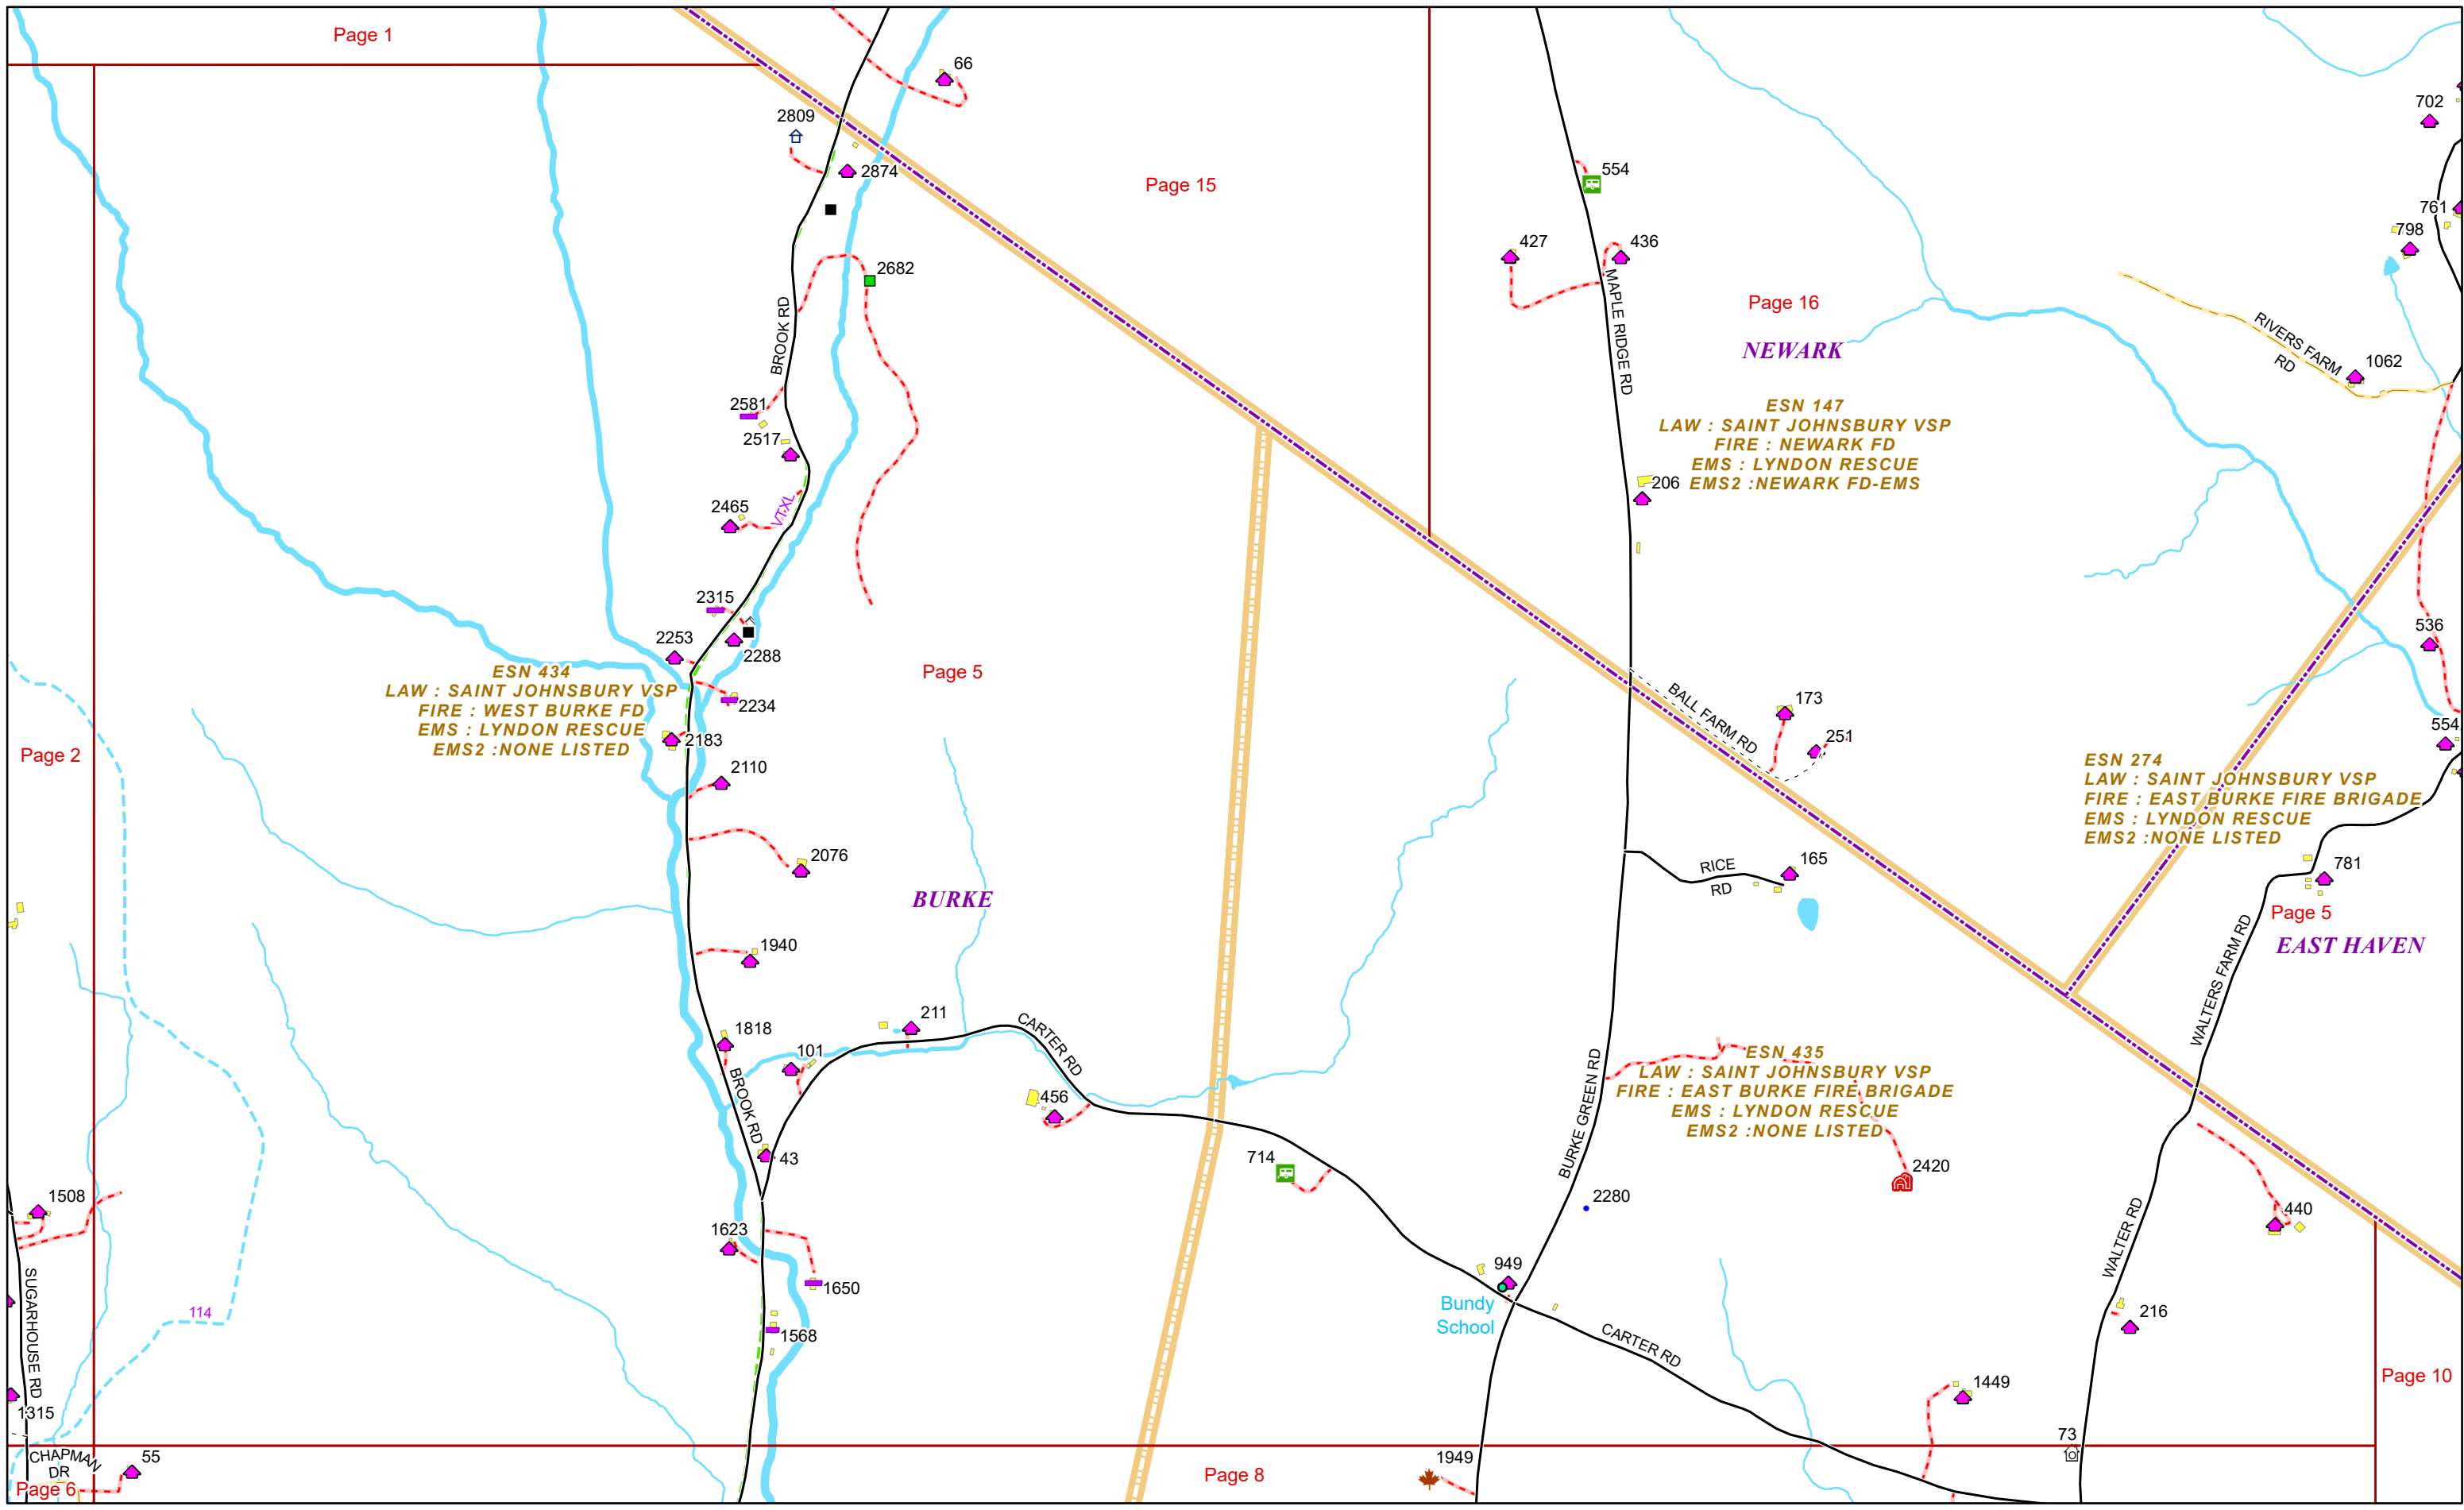 Page 1
66
2809
2874
Page 15
554
702
761
798
2682
427
436
MAPLE RIDGE RD
Page 16
NEWARK
BROOK RD
RIVERS FARM
RD
1062
2581
2517
ESN 147
LAW : SAINT JOHNSBURY VSP
FIRE : NEWARK FD
EMS : LYNDON RESCUE
EMS2 :NEWARK FD-EMS
206
2465
VTXL
2315
2253
2288
536
ESN 434
LAW : SAINT JOHNSBURY VSP
FIRE : WEST BURKE FD
EMS : LYNDON RESCUE
EMS2 :NONE LISTED
Page 5
2234
2183
BALL FARM RD
173
251
554
Page 2
2110
ESN 274
LAW : SAINT JOHNSBURY VSP
FIRE : EAST BURKE FIRE BRIGADE
EMS : LYNDON RESCUE
EMS2 :NONE LISTED
2076
RICE
RD
165
781
BURKE
Page 5
EAST HAVEN
1940
WALTERS FARM RD
211
CARTER RD
1818
101
BROOK RD
456
BURKE GREEN RD
ESN 435
LAW : SAINT JOHNSBURY VSP
FIRE : EAST BURKE FIRE BRIGADE
EMS : LYNDON RESCUE
EMS2 :NONE LISTED
43
714
2420
1508
2280
440
1623
WALTER RD
1650
949
Bundy
School
114
SUGARHOUSE RD
1568
216
CARTER RD
Page 10
1449
1315
73
CHAPMAN
DR
55
Page 6
Page 8
1949